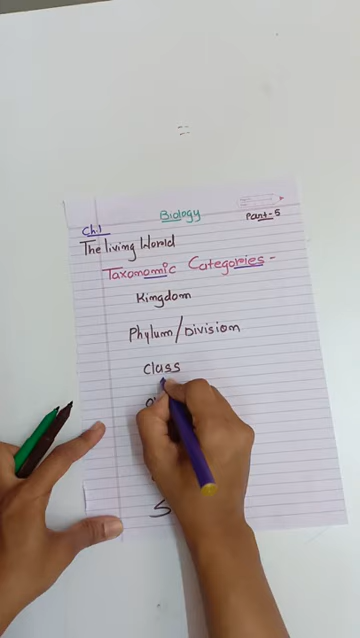 Biology
Part-5
Ch.1
The living World
Taxonomic Categories -
Kingdom
Phylum/Division
Class